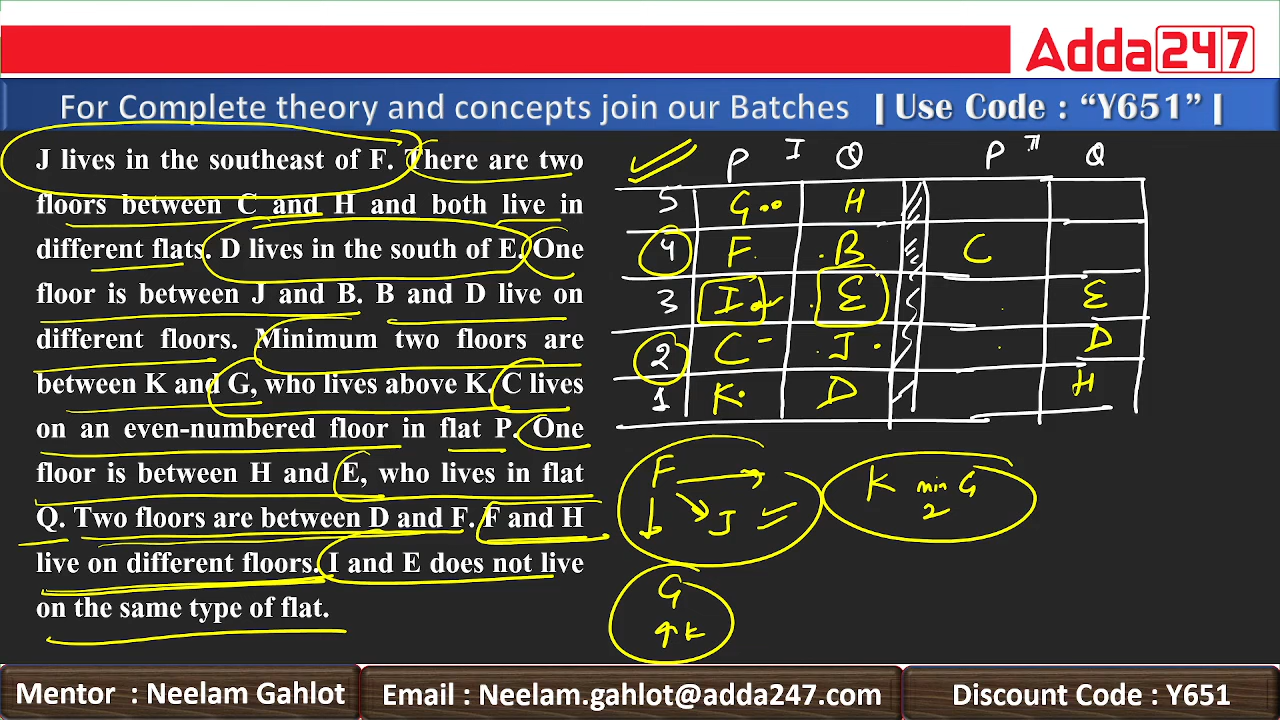 Adda247
For Complete theory and concepts join our Batches [ Use Code : "Y651" ]
J lives in the southeast of F. There are two
floors between C and H and both live in
different flats. D lives in the south of E. One
floor is between J and B. B and D live on
different floors. Minimum two floors are
between K and G, who lives above K. C lives
on an even-numbered floor in flat P. One
floor is between H and E, who lives in flat
Q. Two floors are between D and F. F and H
live on different floors. I and E does not live
on the same type of flat.
P I Q P II Q
5 G H
4 F B C
3 I E E
2 C J D
1 K D H
F
J
K min G
2
G
K
Mentor : Neelam Gahlot
Email : Neelam.gahlot@adda247.com
Discount Code : Y651